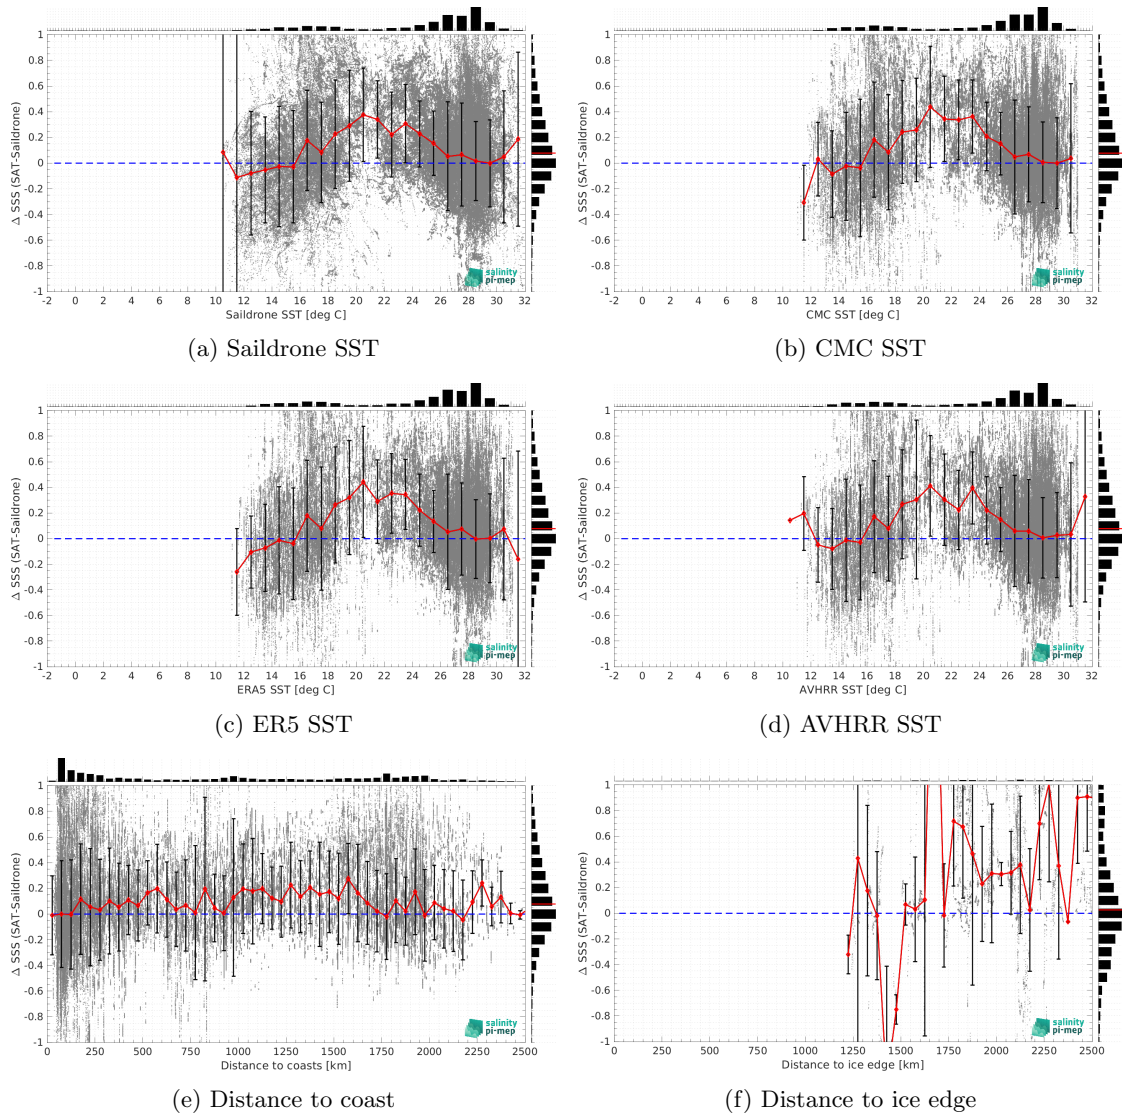 1
0.8
0.6
0.4
0.2
0
-0.2
-0.4
-0.6
-0.8
-1
Δ SSS (SAT-Saildrone)
-2 0 2 4 6 8 10 12 14 16 18 20 22 24 26 28 30 32
Saildrone SST [deg C]
salinity
pi-mep
(a) Saildrone SST
1
0.8
0.6
0.4
0.2
0
-0.2
-0.4
-0.6
-0.8
-1
Δ SSS (SAT-Saildrone)
-2 0 2 4 6 8 10 12 14 16 18 20 22 24 26 28 30 32
CMC SST [deg C]
salinity
pi-mep
(b) CMC SST
1
0.8
0.6
0.4
0.2
0
-0.2
-0.4
-0.6
-0.8
-1
Δ SSS (SAT-Saildrone)
-2 0 2 4 6 8 10 12 14 16 18 20 22 24 26 28 30 32
ERA5 SST [deg C]
salinity
pi-mep
(c) ER5 SST
1
0.8
0.6
0.4
0.2
0
-0.2
-0.4
-0.6
-0.8
-1
Δ SSS (SAT-Saildrone)
-2 0 2 4 6 8 10 12 14 16 18 20 22 24 26 28 30 32
AVHRR SST [deg C]
salinity
pi-mep
(d) AVHRR SST
1
0.8
0.6
0.4
0.2
0
-0.2
-0.4
-0.6
-0.8
-1
Δ SSS (SAT-Saildrone)
0 250 500 750 1000 1250 1500 1750 2000 2250 2500
Distance to coasts [km]
salinity
pi-mep
(e) Distance to coast
1
0.8
0.6
0.4
0.2
0
-0.2
-0.4
-0.6
-0.8
-1
Δ SSS (SAT-Saildrone)
0 250 500 750 1000 1250 1500 1750 2000 2250 2500
Distance to ice edge [km]
salinity
pi-mep
(f) Distance to ice edge